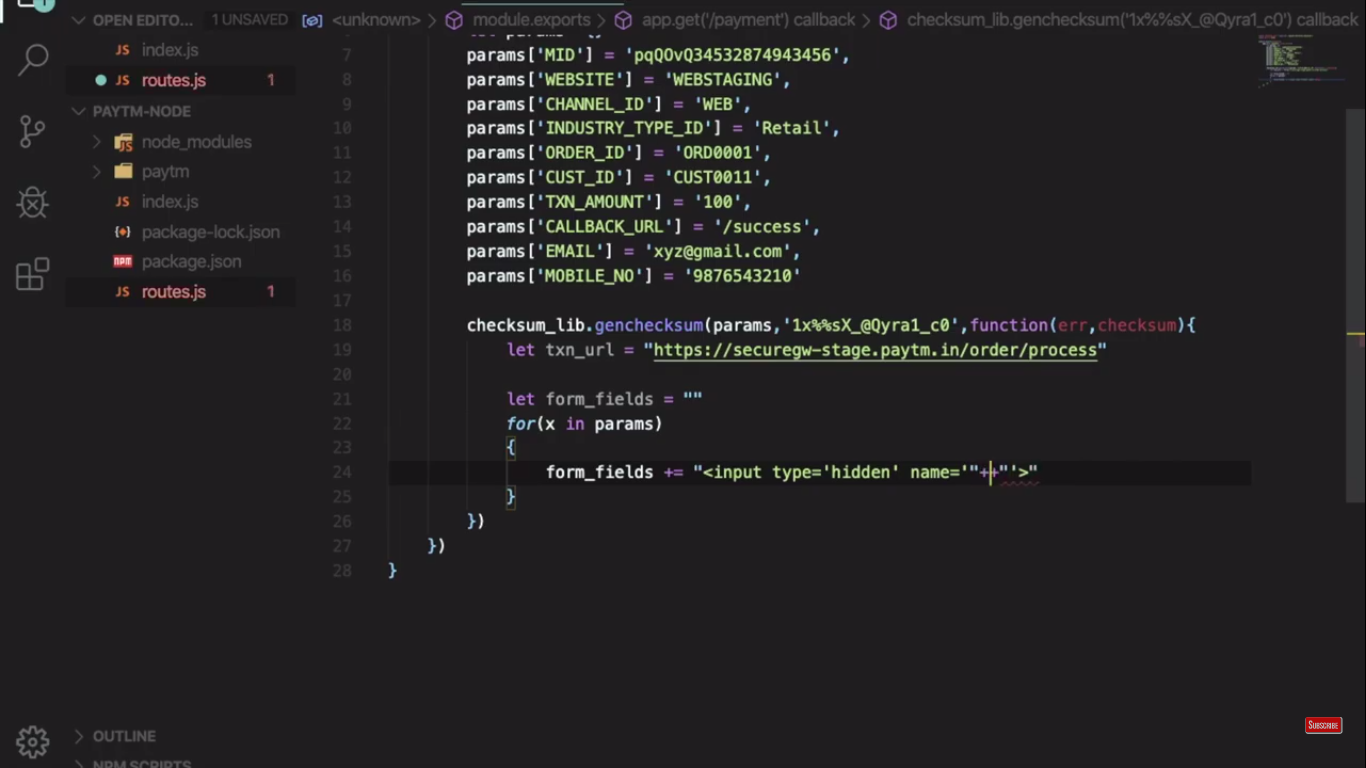 OPEN EDITO... 1 UNSAVED
<unknown> > module.exports > app.get('/payment') callback > checksum_lib.genchecksum('1x%%sX_@Qyra1_c0') callback
1
JS index.js
JS routes.js 1
PAYTM-NODE
node_modules
paytm
JS index.js
package-lock.json
npm package.json
JS routes.js 1
OUTLINE
NPM SCRIPTS
let params = {}
7 params['MID'] = 'pqQOvQ34532874943456',
8 params['WEBSITE'] = 'WEBSTAGING',
9 params['CHANNEL_ID'] = 'WEB',
10 params['INDUSTRY_TYPE_ID'] = 'Retail',
11 params['ORDER_ID'] = 'ORD0001',
12 params['CUST_ID'] = 'CUST0011',
13 params['TXN_AMOUNT'] = '100',
14 params['CALLBACK_URL'] = '/success',
15 params['EMAIL'] = 'xyz@gmail.com',
16 params['MOBILE_NO'] = '9876543210'
17
18 checksum_lib.genchecksum(params,'1x%%sX_@Qyra1_c0',function(err,checksum){
19 let txn_url = "https://securegw-stage.paytm.in/order/process"
20
21 let form_fields = ""
22 for(x in params)
23 {
24 form_fields += "<input type='hidden' name='"++"'>"
25 }
26 })
27 })
28 }
SUBSCRIBE